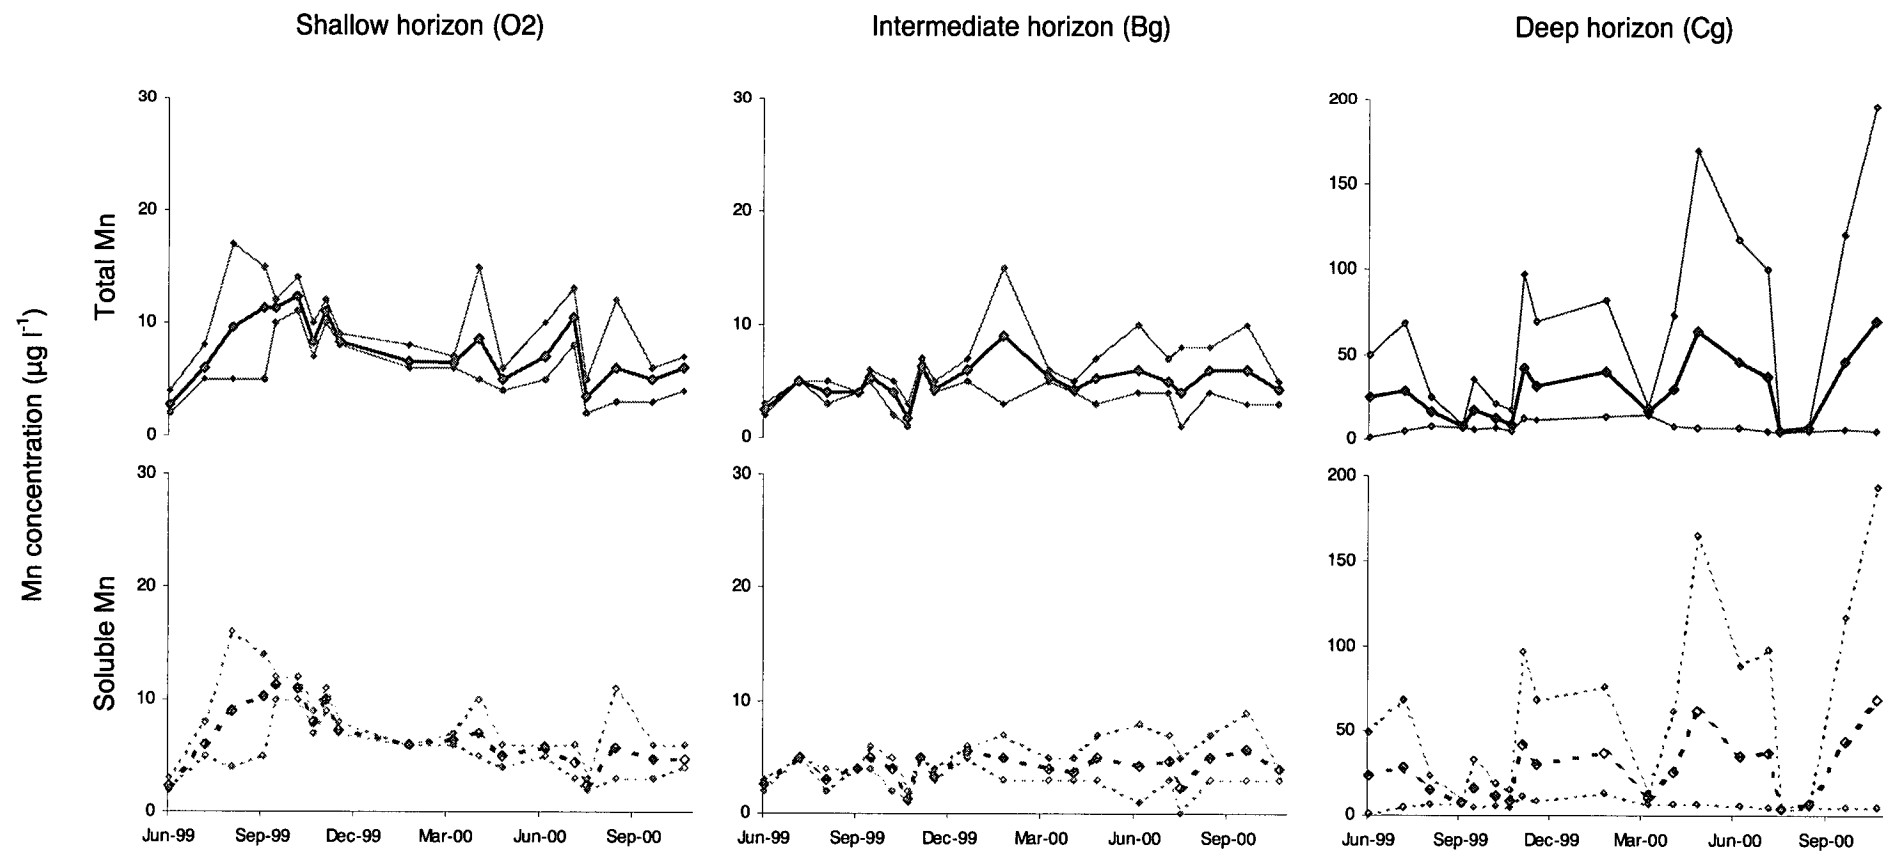 Shallow horizon (O2)
Intermediate horizon (Bg)
Deep horizon (Cg)
Mn concentration (µg l-1)
Total Mn
30
20
10
0
30
20
10
0
200
150
100
50
0
Soluble Mn
30
20
10
0
Jun-99 Sep-99 Dec-99 Mar-00 Jun-00 Sep-00
30
20
10
0
Jun-99 Sep-99 Dec-99 Mar-00 Jun-00 Sep-00
200
150
100
50
0
Jun-99 Sep-99 Dec-99 Mar-00 Jun-00 Sep-00